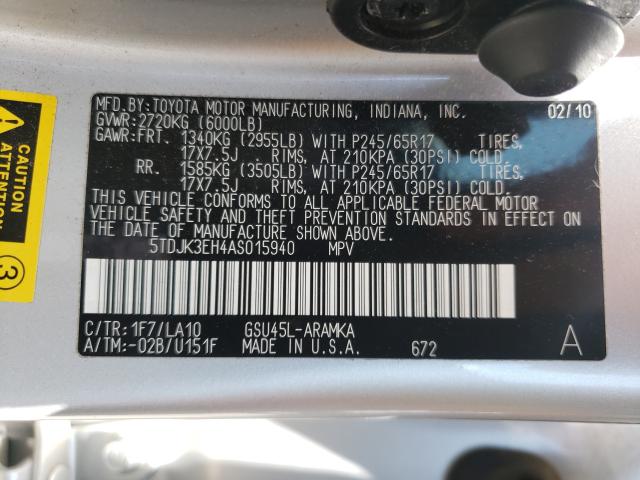 MFD.BY:TOYOTA MOTOR MANUFACTURING, INDIANA, INC. 02/10
GVWR:2720KG (6000LB)
GAWR:FRT. 1340KG (2955LB) WITH P245/65R17 TIRES,
17X7.5J RIMS, AT 210KPA (30PSI) COLD.
RR. 1585KG (3505LB) WITH P245/65R17 TIRES,
17X7.5J RIMS, AT 210KPA (30PSI) COLD.
THIS VEHICLE CONFORMS TO ALL APPLICABLE FEDERAL MOTOR
VEHICLE SAFETY AND THEFT PREVENTION STANDARDS IN EFFECT ON
THE DATE OF MANUFACTURE SHOWN ABOVE.
5TDJK3EH4AS015940 MPV
C/TR:1F7/LA10 GSU45L-ARAMKA
A/TM:-02B/U151F MADE IN U.S.A. 672 A
3